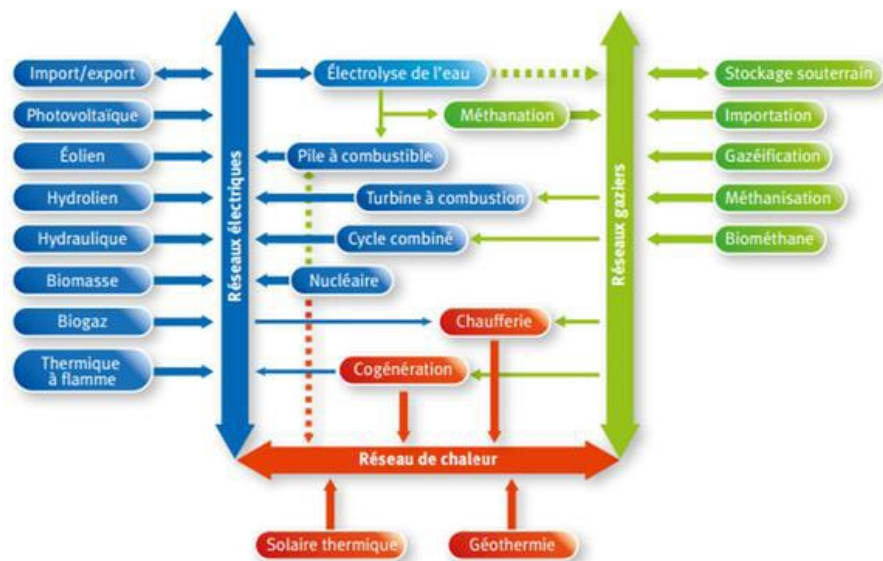 Import/export
Électrolyse de l'eau
Stockage souterrain
Photovoltaïque
Méthanation
Importation
Éolien
Pile à combustible
Gazéification
Hydrolien
Turbine à combustion
Méthanisation
Hydraulique
Cycle combiné
Biométhane
Biomasse
Nucléaire
Biogaz
Chaufferie
Thermique
à flamme
Cogénération
Réseaux électriques
Réseaux gaziers
Réseau de chaleur
Solaire thermique
Géothermie